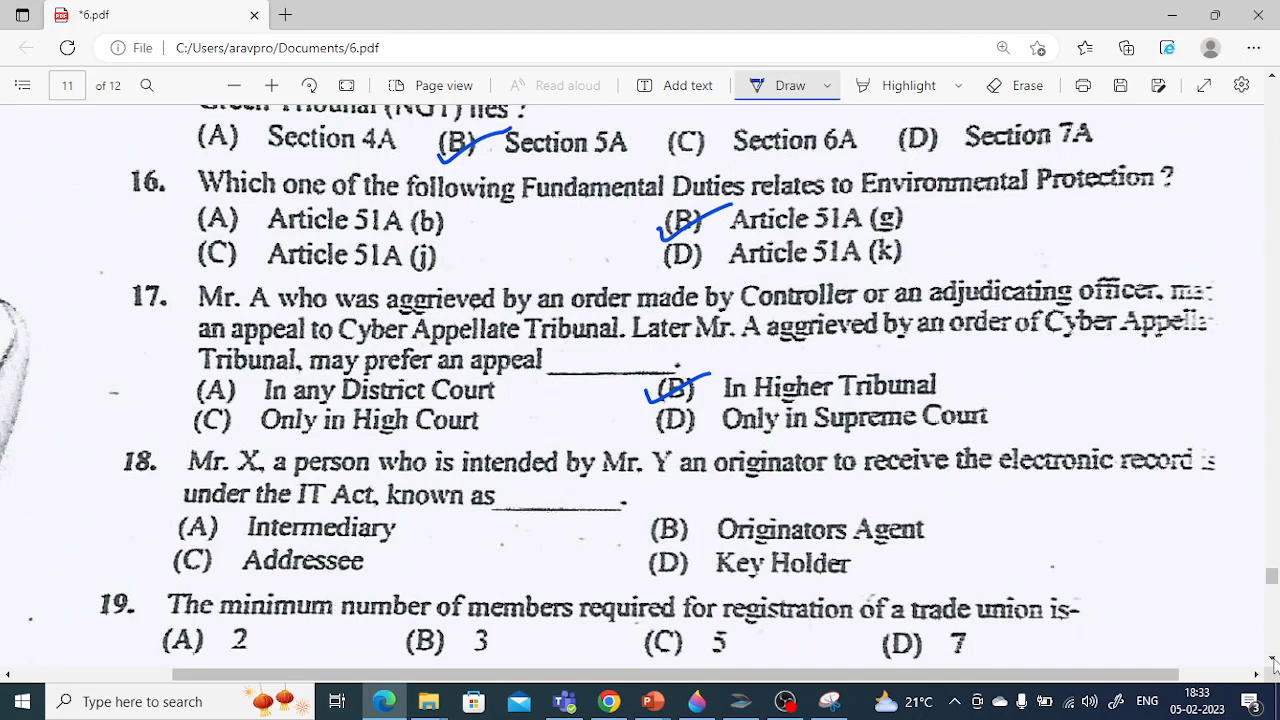 *6.pdf
File C:/Users/aravpro/Documents/6.pdf
11 of 12 Page view Read aloud Add text Draw Highlight Erase
Green Tribunal (NGT) lies ?
(A) Section 4A (B) Section 5A (C) Section 6A (D) Section 7A
16. Which one of the following Fundamental Duties relates to Environmental Protection ?
(A) Article 51A (b) (B) Article 51A (g)
(C) Article 51A (j) (D) Article 51A (k)
17. Mr. A who was aggrieved by an order made by Controller or an adjudicating officer,
an appeal to Cyber Appellate Tribunal. Later Mr. A aggrieved by an order of Cyber
Tribunal, may prefer an appeal __________.
(A) In any District Court (B) In Higher Tribunal
(C) Only in High Court (D) Only in Supreme Court
18. Mr. X, a person who is intended by Mr. Y an originator to receive the electronic record is
under the IT Act, known as __________.
(A) Intermediary (B) Originators Agent
(C) Addressee (D) Key Holder
19. The minimum number of members required for registration of a trade union is-
(A) 2 (B) 3 (C) 5 (D) 7
Type here to search 21°C ENG 18:33
05-02-2023